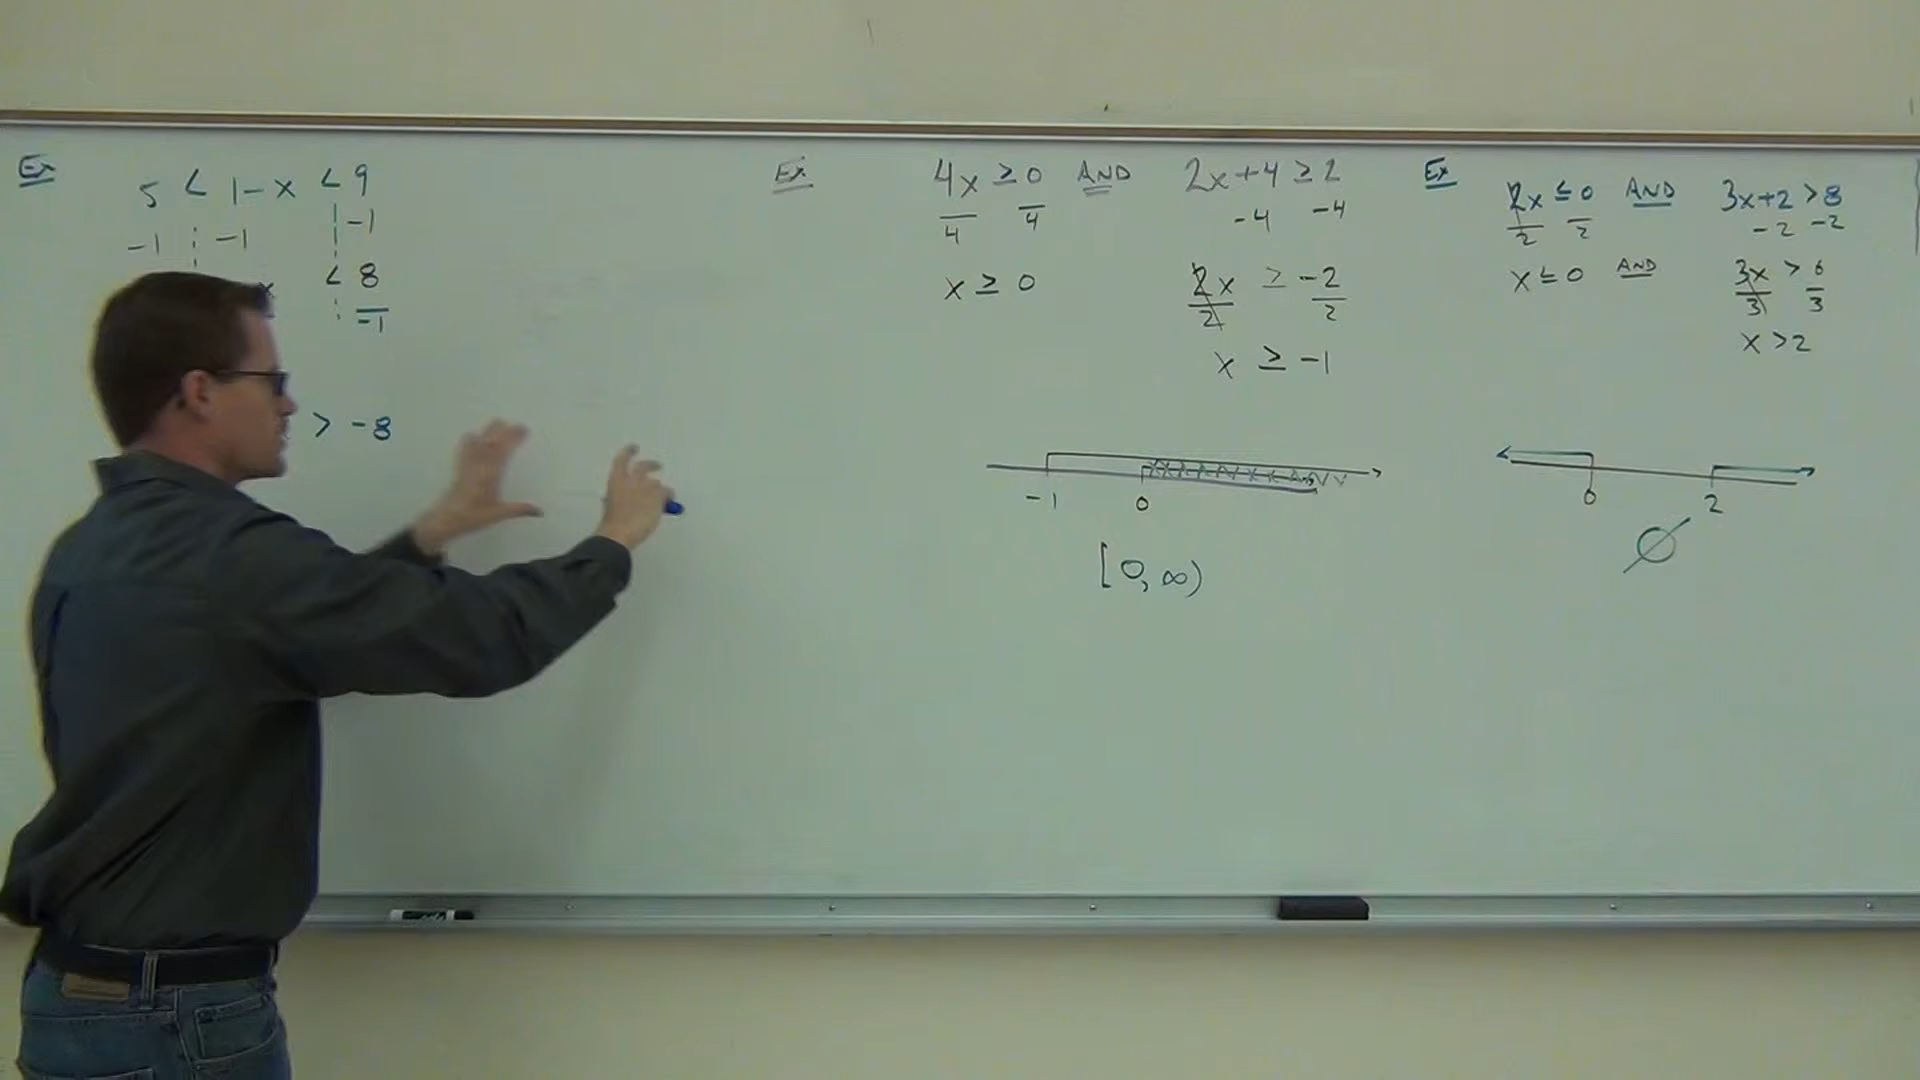 Ex
5 < 1 - x < 9
-1 -1 -1
x < 8
-1
> -8
Ex
4x ≥ 0 AND 2x+4 ≥ 2
4 4 -4 -4
x ≥ 0
2x ≥ -2
2 2
x ≥ -1
-1 0
[0, ∞)
Ex
2x ≤ 0 AND 3x+2 > 8
2 2 -2 -2
x ≤ 0 AND 3x > 6
3 3
x > 2
0 2
∅